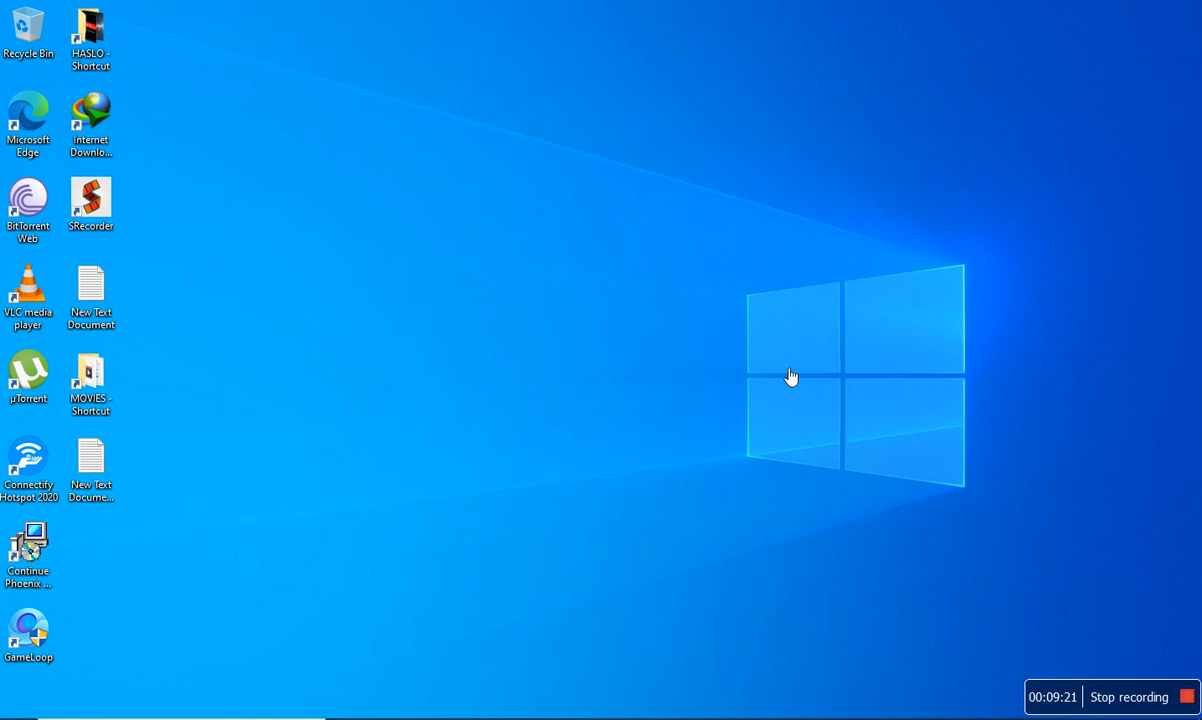 Recycle Bin
HASLO -
Shortcut
Microsoft
Edge
Internet
Downlo...
BitTorrent
Web
SRecorder
VLC media
player
New Text
Document
µTorrent
MOVIES -
Shortcut
Connectify
Hotspot 2020
New Text
Docume...
Continue
Phoenix ...
GameLoop
00:09:21 Stop recording